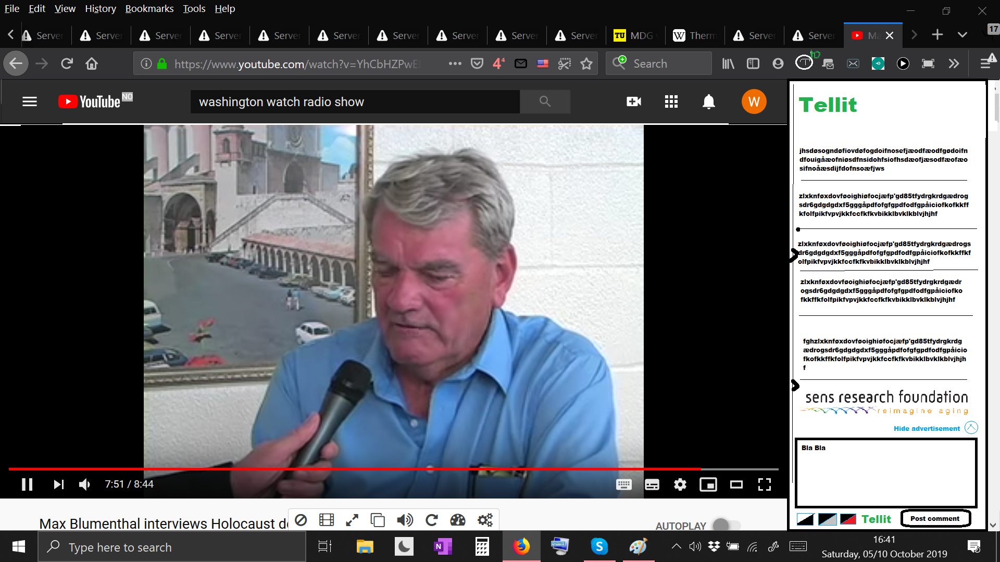 File Edit View History Bookmarks Tools Help
Server Server Server Server Server Server Server Server Server Server TU MDG W Therm Server Server Ma 17
https://www.youtube.com/watch?v=YhCbHZPwE 4 4 Search
YouTube NO washington watch radio show W
Tellit
jhsdøsogndøfiovdøfogdoifnosefjæodfæodfgødoifn
dfouigåæofniøsdfnsidohfsiofhsdæofjæsodfæofæo
sifnoåæsdijfdofnsoæfjws
zlxknføxdovføoighiøfocjæfp'gd85tfydrgkrdgædrog
sdr6gdgdgdxf5gggåpdfofgfgpdfodfgpåiciofkofkkff
kfolfpikfvpvjkkfccfkfkvbikklbvklkblvjhjhf
zlxknføxdovføoighiøfocjæfp'gd85tfydrgkrdgædrogs
dr6gdgdgdxf5gggåpdfofgfgpdfodfgpåiciofkofkkffkf
olfpikfvpvjkkfccfkfkvbikklbvklkblvjhjhf
zlxknføxdovføoighiøfocjæfp'gd85tfydrgkrdgædr
ogsdr6gdgdgdxf5gggåpdfofgfgpdfodfgpåiciofko
fkkffkfolfpikfvpvjkkfccfkfkvbikklbvklkblvjhjhf
fghzlxknføxdovføoighiøfocjæfp'gd85tfydrgkrdg
ædrogsdr6gdgdgdxf5gggåpdfofgfgpdfodfgpåicio
fkofkkffkfolfpikfvpvjkkfccfkfkvbikklbvklkblvjhjh
f
sens research foundation
reimagine aging
Hide advertisement
Bla Bla
7:51 / 8:44
Tellit Post comment
Max Blumenthal interviews Holocaust de
AUTOPLAY
Type here to search
16:41
Saturday, 05/10 October 2019